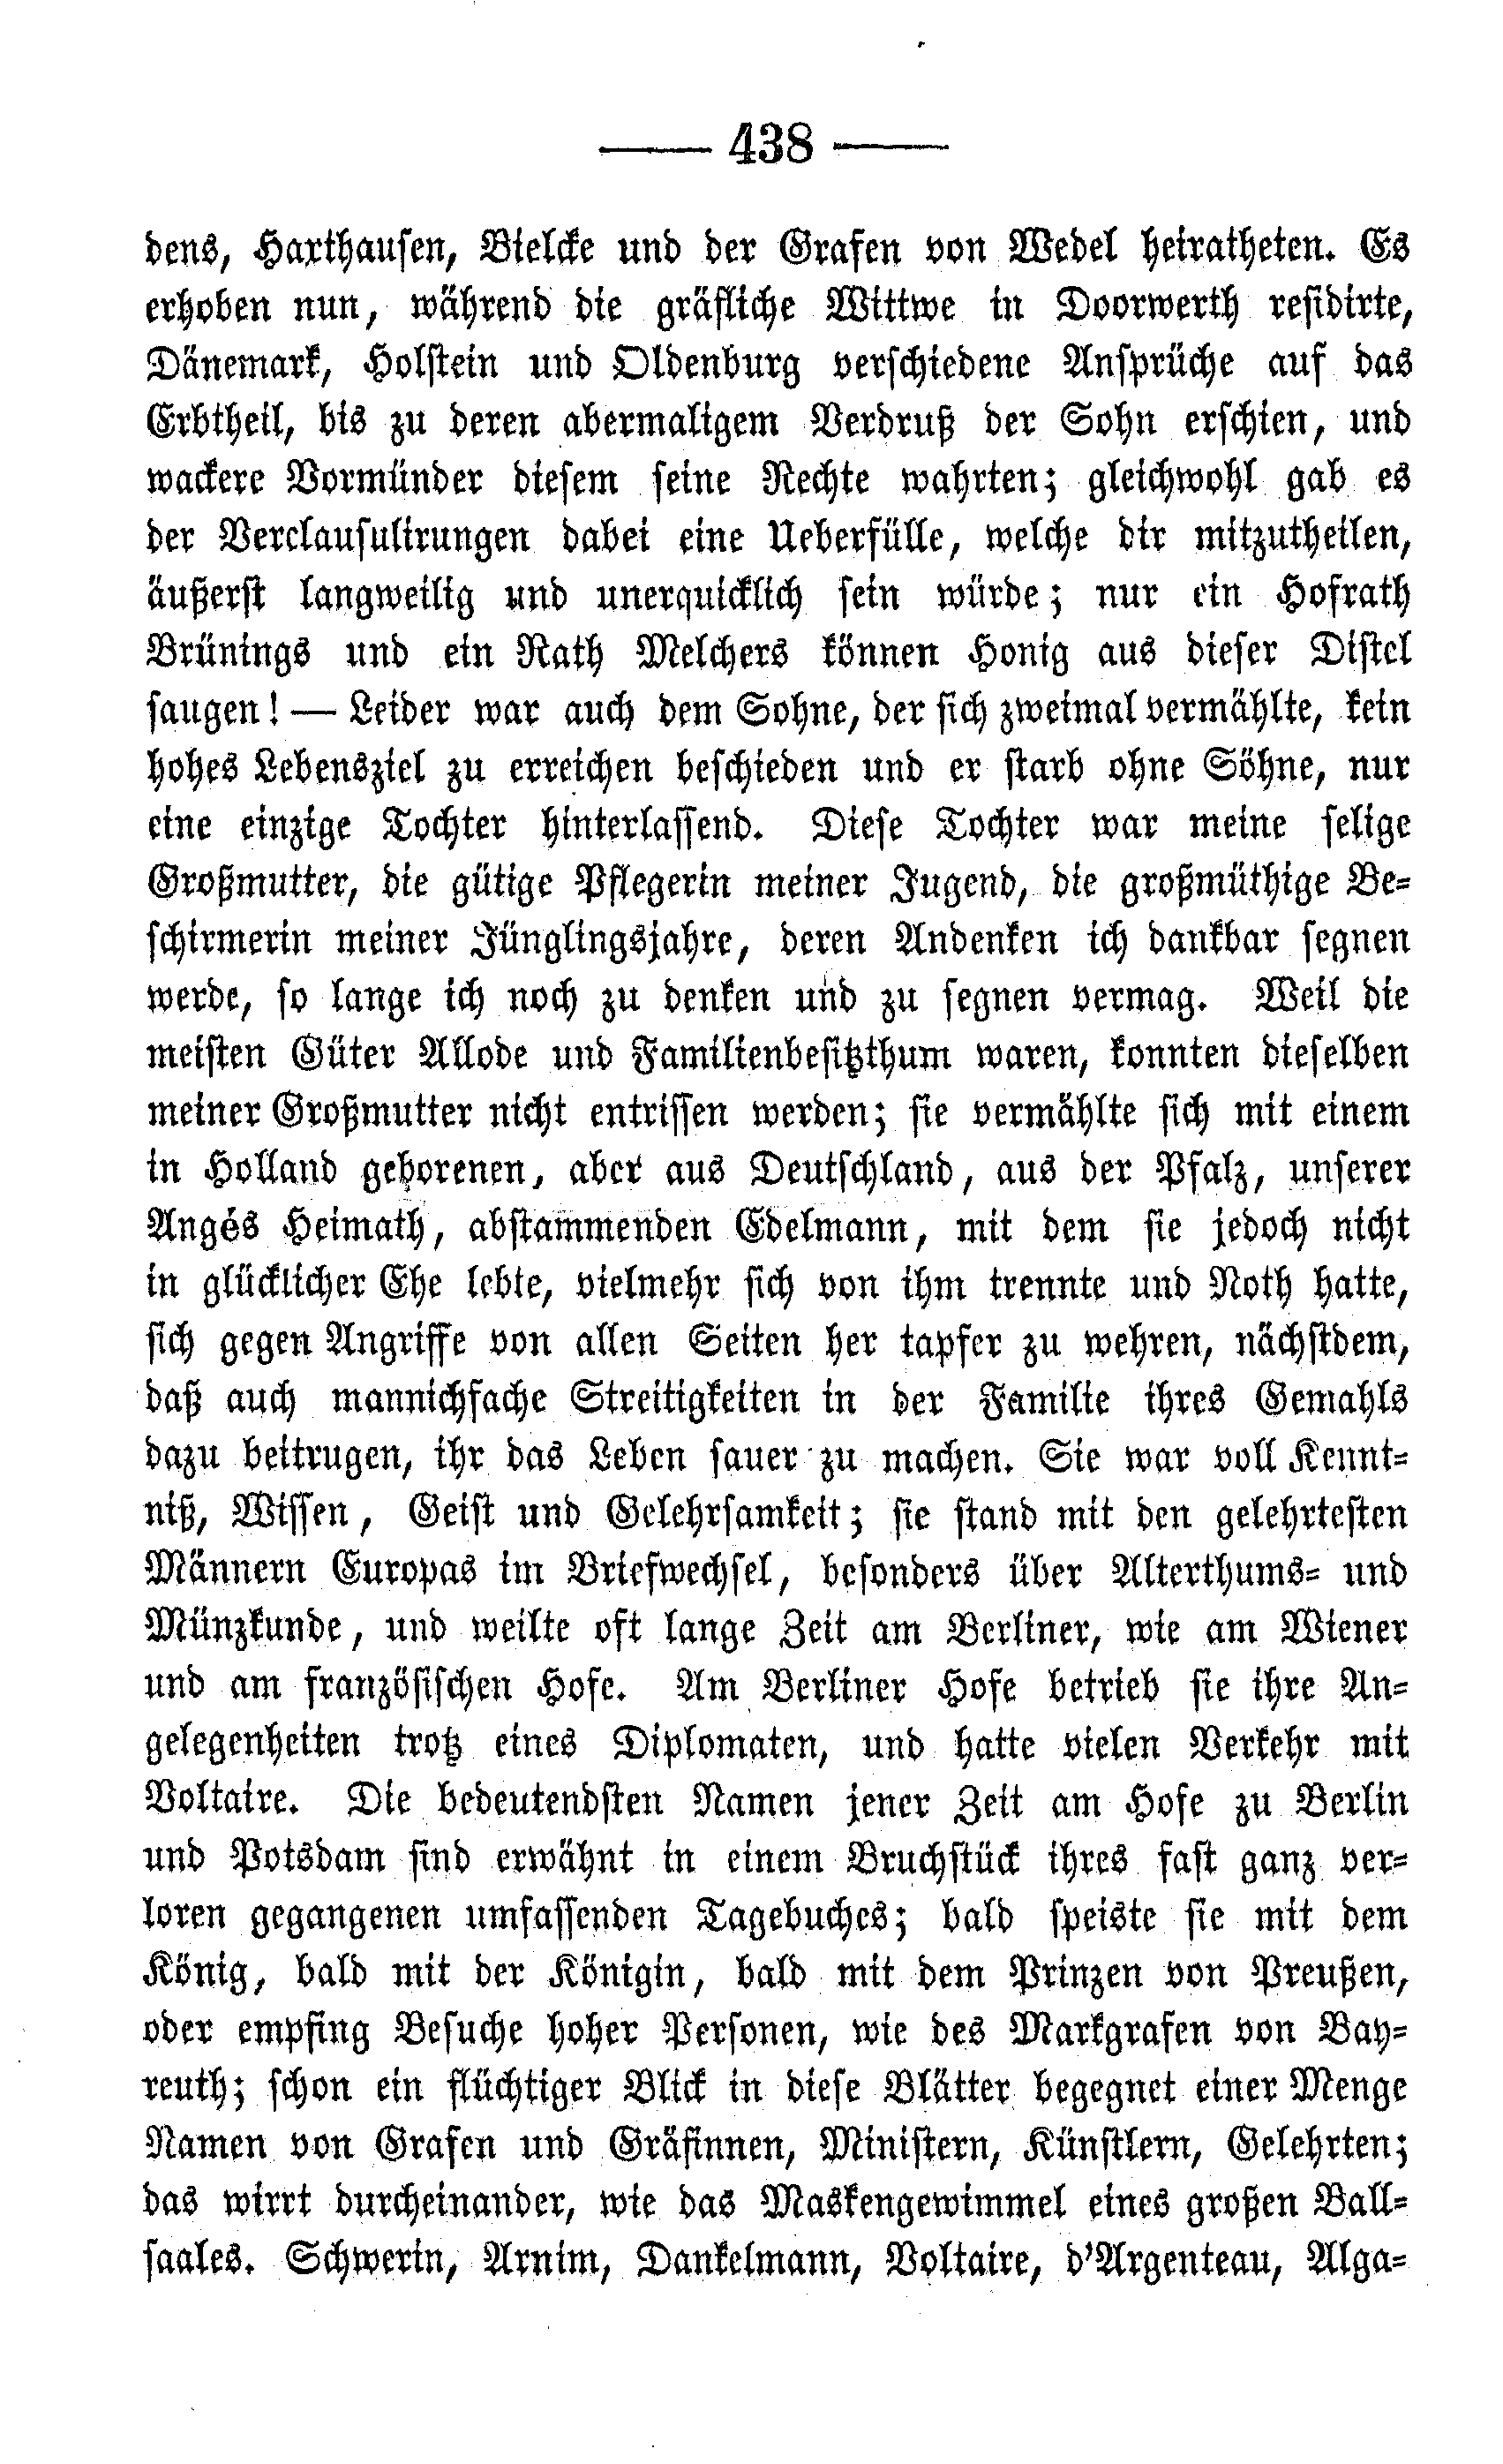 — 438 —
dens, Harthausen, Bielcke und der Grafen von Wedel heiratheten. Es
erhoben nun, während die gräfliche Wittwe in Doorwerth residirte,
Dänemark, Holstein und Oldenburg verschiedene Ansprüche auf das
Erbtheil, bis zu deren abermaligem Verdruß der Sohn erschien, und
wackere Vormünder diesem seine Rechte wahrten; gleichwohl gab es
der Verclausulirungen dabei eine Ueberfülle, welche dir mitzutheilen,
äußerst langweilig und unerquicklich sein würde; nur ein Hofrath
Brünings und ein Rath Melchers können Honig aus dieser Distel
saugen! — Leider war auch dem Sohne, der sich zweimal vermählte, kein
hohes Lebensziel zu erreichen beschieden und er starb ohne Söhne, nur
eine einzige Tochter hinterlassend. Diese Tochter war meine selige
Großmutter, die gütige Pflegerin meiner Jugend, die großmüthige Be-
schirmerin meiner Jünglingsjahre, deren Andenken ich dankbar segnen
werde, so lange ich noch zu denken und zu segnen vermag. Weil die
meisten Güter Allode und Familienbesitzthum waren, konnten dieselben
meiner Großmutter nicht entrissen werden; sie vermählte sich mit einem
in Holland geborenen, aber aus Deutschland, aus der Pfalz, unserer
Angés Heimath, abstammenden Edelmann, mit dem sie jedoch nicht
in glücklicher Ehe lebte, vielmehr sich von ihm trennte und Noth hatte,
sich gegen Angriffe von allen Seiten her tapfer zu wehren, nächstdem,
daß auch mannichfache Streitigkeiten in der Familie ihres Gemahls
dazu beitrugen, ihr das Leben sauer zu machen. Sie war voll Kennt-
niß, Wissen, Geist und Gelehrsamkeit; sie stand mit den gelehrtesten
Männern Europas im Briefwechsel, besonders über Alterthums- und
Münzkunde, und weilte oft lange Zeit am Berliner, wie am Wiener
und am französischen Hofe. Am Berliner Hofe betrieb sie ihre An-
gelegenheiten trotz eines Diplomaten, und hatte vielen Verkehr mit
Voltaire. Die bedeutendsten Namen jener Zeit am Hofe zu Berlin
und Potsdam sind erwähnt in einem Bruchstück ihres fast ganz ver-
loren gegangenen umfassenden Tagebuches; bald speiste sie mit dem
König, bald mit der Königin, bald mit dem Prinzen von Preußen,
oder empfing Besuche hoher Personen, wie des Markgrafen von Bay-
reuth; schon ein flüchtiger Blick in diese Blätter begegnet einer Menge
Namen von Grafen und Gräfinnen, Ministern, Künstlern, Gelehrten;
das wirrt durcheinander, wie das Maskengewimmel eines großen Ball-
saales. Schwerin, Arnim, Dankelmann, Voltaire, d'Argenteau, Alga-